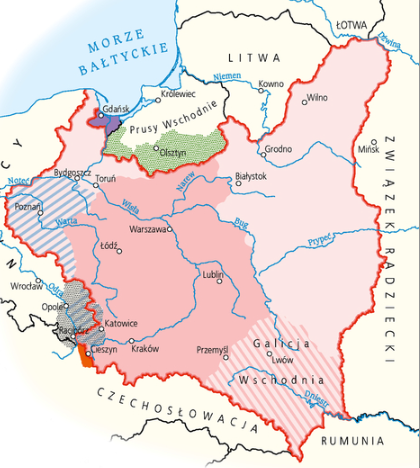 ŁOTWA
Dźwina
MORZE
BAŁTYCKIE
LITWA
Niemen
Kowno
Królewiec
Wilno
Gdańsk
Prusy Wschodnie
Mińsk
Olsztyn
Grodno
ZWIĄZEK RADZIECKI
Bydgoszcz
Toruń
Noteć
Narew
Białystok
Poznań
Warta
Wisła
Bug
Warszawa
Prypeć
Łódź
C Y
N
Wrocław
Odra
Lublin
Opole
Racibórz
Katowice
Cieszyn
Kraków
Przemyśl
Galicja
Lwów
Wschodnia
Dniestr
CZECHOSŁOWACJA
RUMUNIA